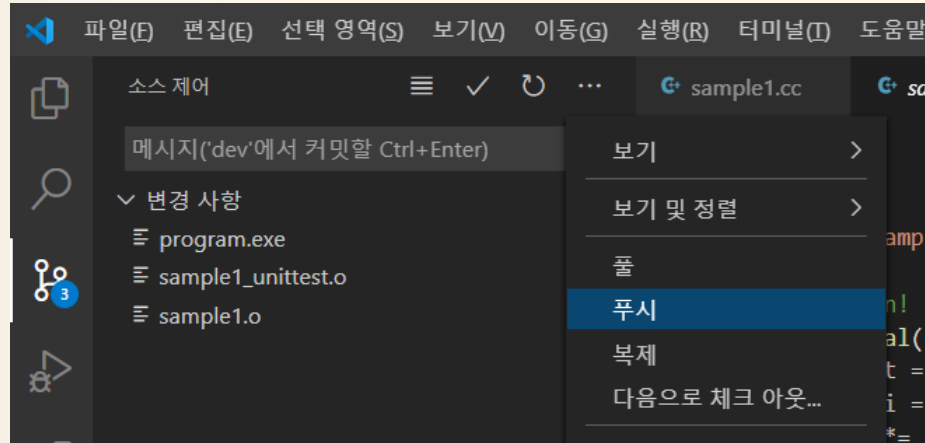 파일(F) 편집(E) 선택 영역(S) 보기(V) 이동(G) 실행(R) 터미널(T) 도움말
소스 제어
sample1.cc
메시지('dev'에서 커밋할 Ctrl+Enter)
변경 사항
program.exe
sample1_unittest.o
sample1.o
3
보기
보기 및 정렬
풀
푸시
복제
다음으로 체크 아웃...
n!
al(
t =
i =
*=